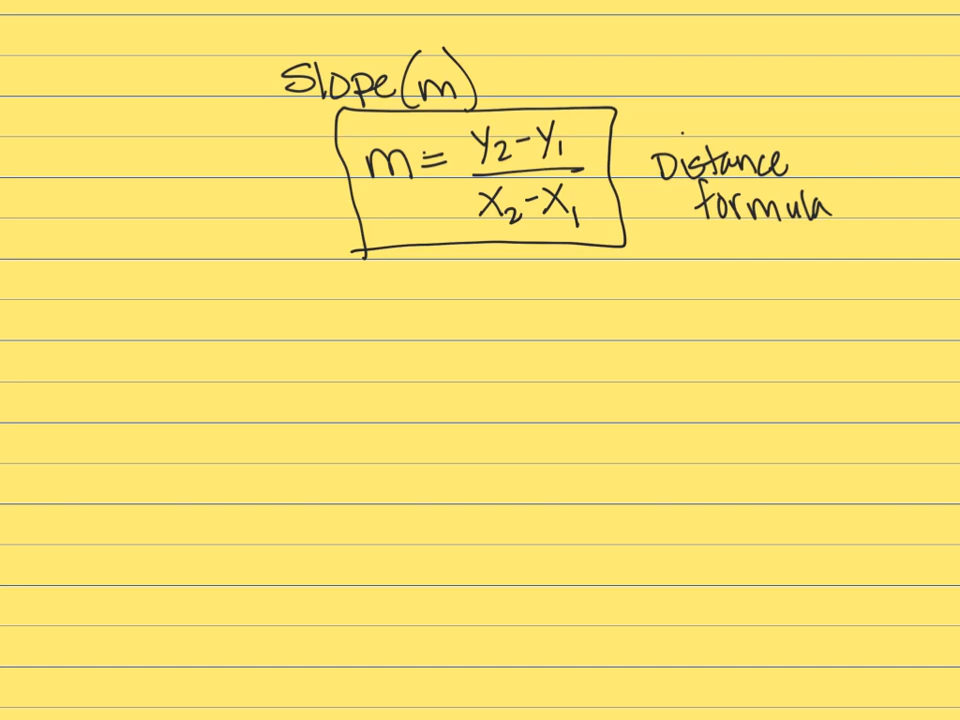 Slope (m)
m = y₂ - y₁ / x₂ - x₁
Distance
formula